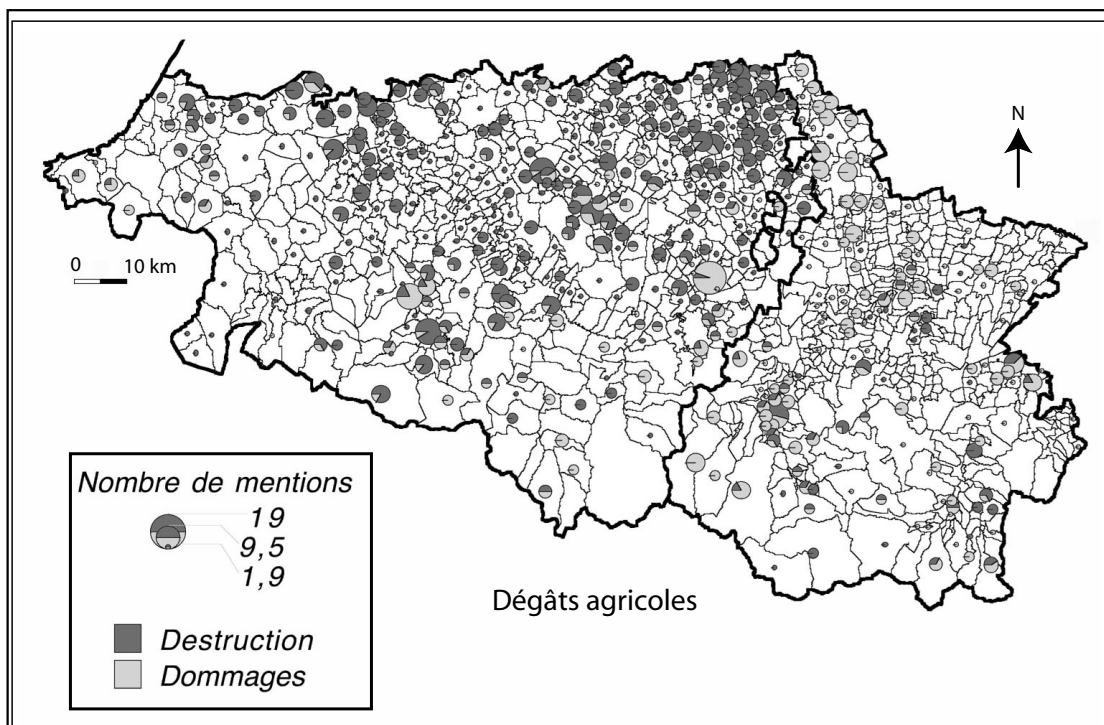 N
0 10 km
Nombre de mentions
19
9,5
1,9
Destruction
Dommages
Dégâts agricoles